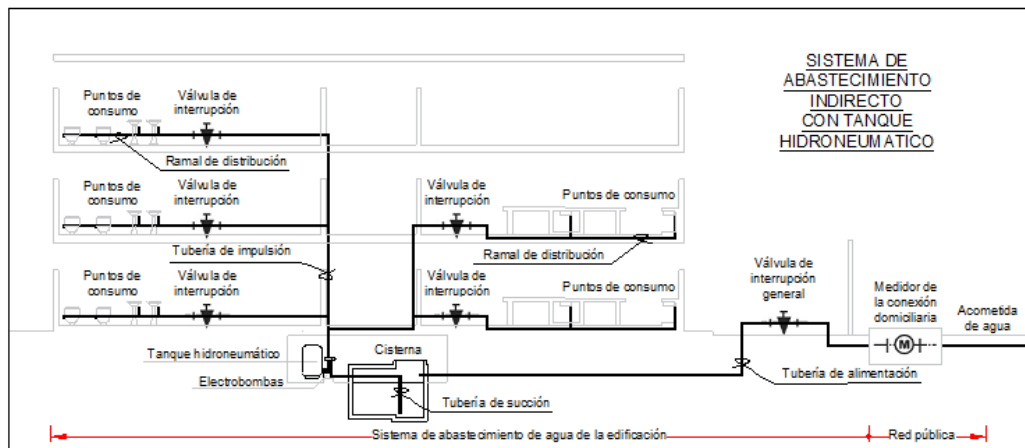 SISTEMA DE
ABASTECIMIENTO
INDIRECTO
CON TANQUE
HIDRONEUMATICO
Puntos de
consumo
Válvula de
interrupción
Ramal de distribución
Puntos de
consumo
Válvula de
interrupción
Válvula de
interrupción
Puntos de consumo
Tubería de impulsión
Ramal de distribución
Puntos de
consumo
Válvula de
interrupción
Válvula de
interrupción
Puntos de consumo
Válvula de
interrupción
general
Medidor de
la conexión
domiciliaria
Acometida
de agua
M
Tanque hidroneumático
Cisterna
Electrobombas
Tubería de alimentación
Tubería de succión
Sistema de abastecimiento de agua de la edificación
Red pública